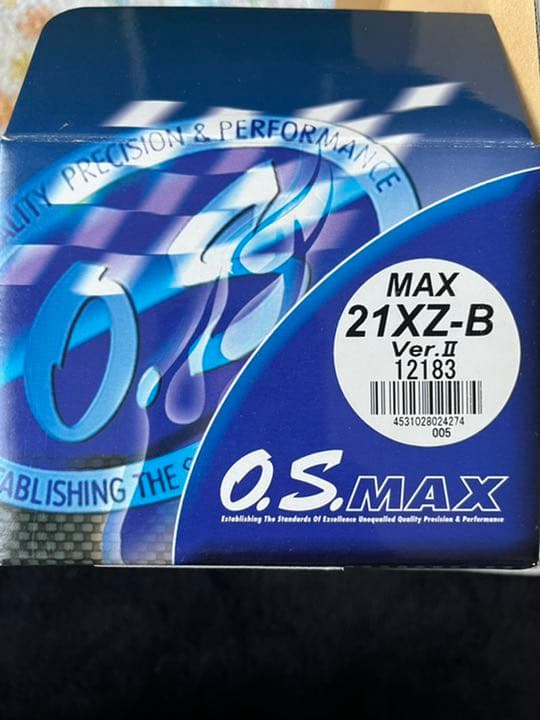 ALITY PRECISION & PERFORMANCE
O.S.
ABLISHING THE S
MAX
21XZ-B
Ver.Ⅱ
12183
4531028024274
005
O.S.MAX
Establishing The Standards Of Excellence Unequalled Quality Precision & Performance